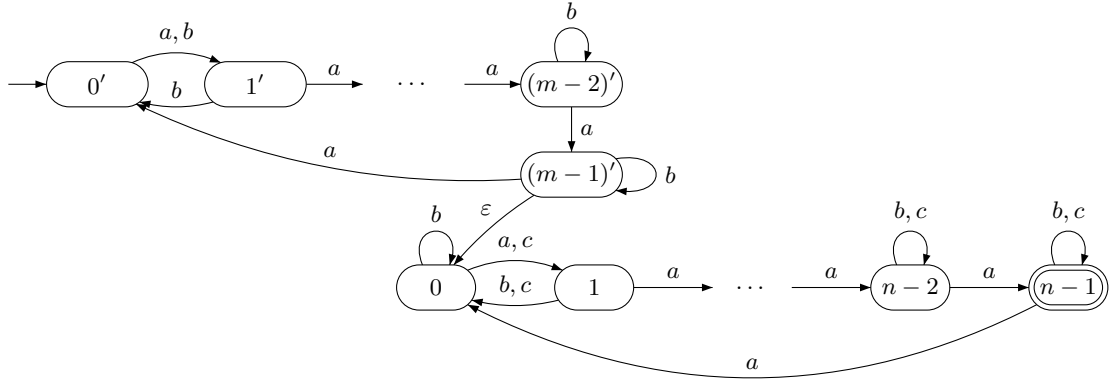 b
a, b
b, c
b, c
0′
b
1′
a
⋯
a
(m − 2)′
a
a
(m − 1)′
b
ε
b
a, c
0
b, c
1
a
⋯
a
n − 2
a
n − 1
a